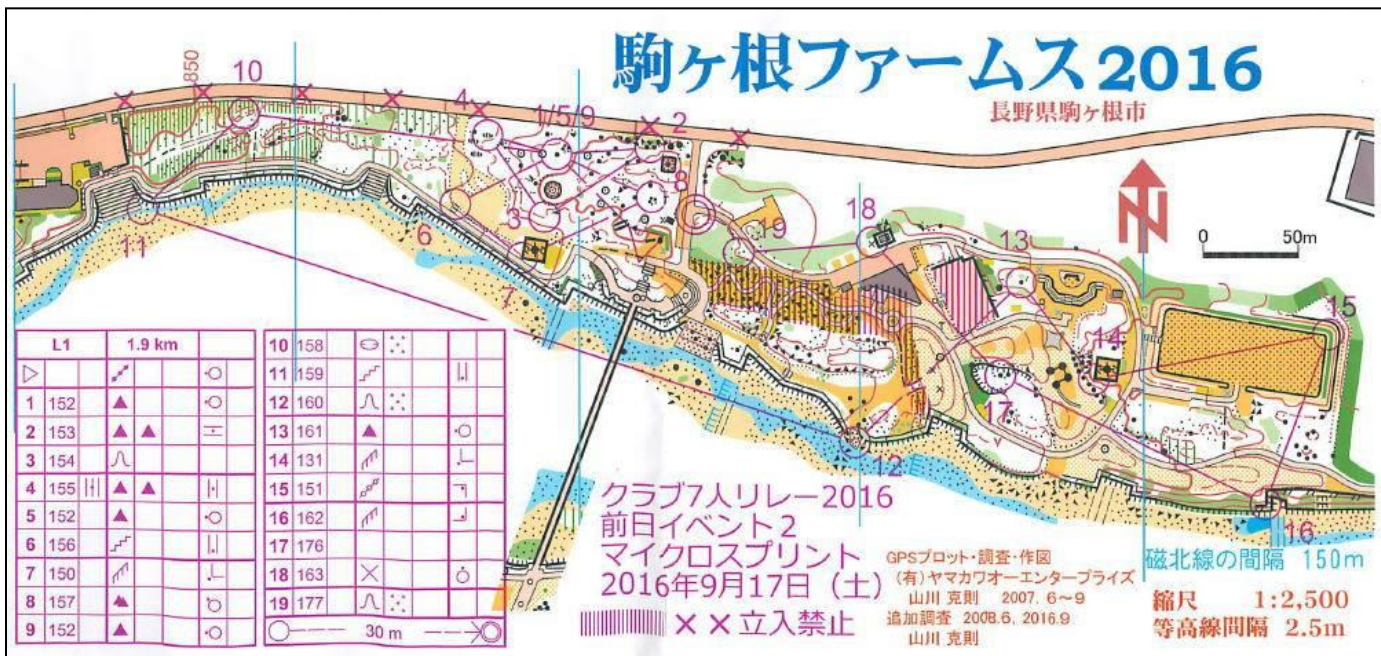 駒ヶ根ファームス2016
長野県駒ヶ根市
850
10
4
1/5/9
2
3
8
6
7
11
18
19
13
14
15
17
12
16
N
0 50m
L1 1.9 km
1 152
2 153
3 154
4 155
5 152
6 156
7 150
8 157
9 152
10 158
11 159
12 160
13 161
14 131
15 151
16 162
17 176
18 163
19 177
30 m
クラブ7人リレー2016
前日イベント2
マイクロスプリント
2016年9月17日（土）
××立入禁止
GPSプロット・調査・作図
(有)ヤマカワオーエンタープライズ
山川 克則 2007. 6～9
追加調査 2008.6, 2016.9
山川 克則
磁北線の間隔 150m
縮尺 1:2,500
等高線間隔 2.5m